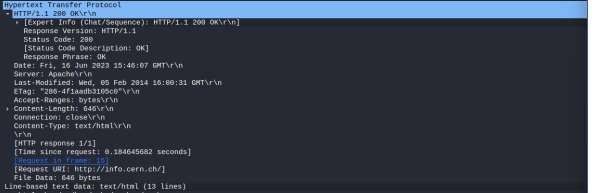 Hypertext Transfer Protocol
HTTP/1.1 200 OK\r\n
[Expert Info (Chat/Sequence): HTTP/1.1 200 OK\r\n]
Response Version: HTTP/1.1
Status Code: 200
[Status Code Description: OK]
Response Phrase: OK
Date: Fri, 16 Jun 2023 15:46:07 GMT\r\n
Server: Apache\r\n
Last-Modified: Wed, 05 Feb 2014 16:00:31 GMT\r\n
ETag: "286-4f1aadb3105c0"\r\n
Accept-Ranges: bytes\r\n
Content-Length: 646\r\n
Connection: close\r\n
Content-Type: text/html\r\n
\r\n
[HTTP response 1/1]
[Time since request: 0.184645682 seconds]
[Request in frame: 15]
[Request URI: http://info.cern.ch/]
File Data: 646 bytes
Line-based text data: text/html (13 lines)